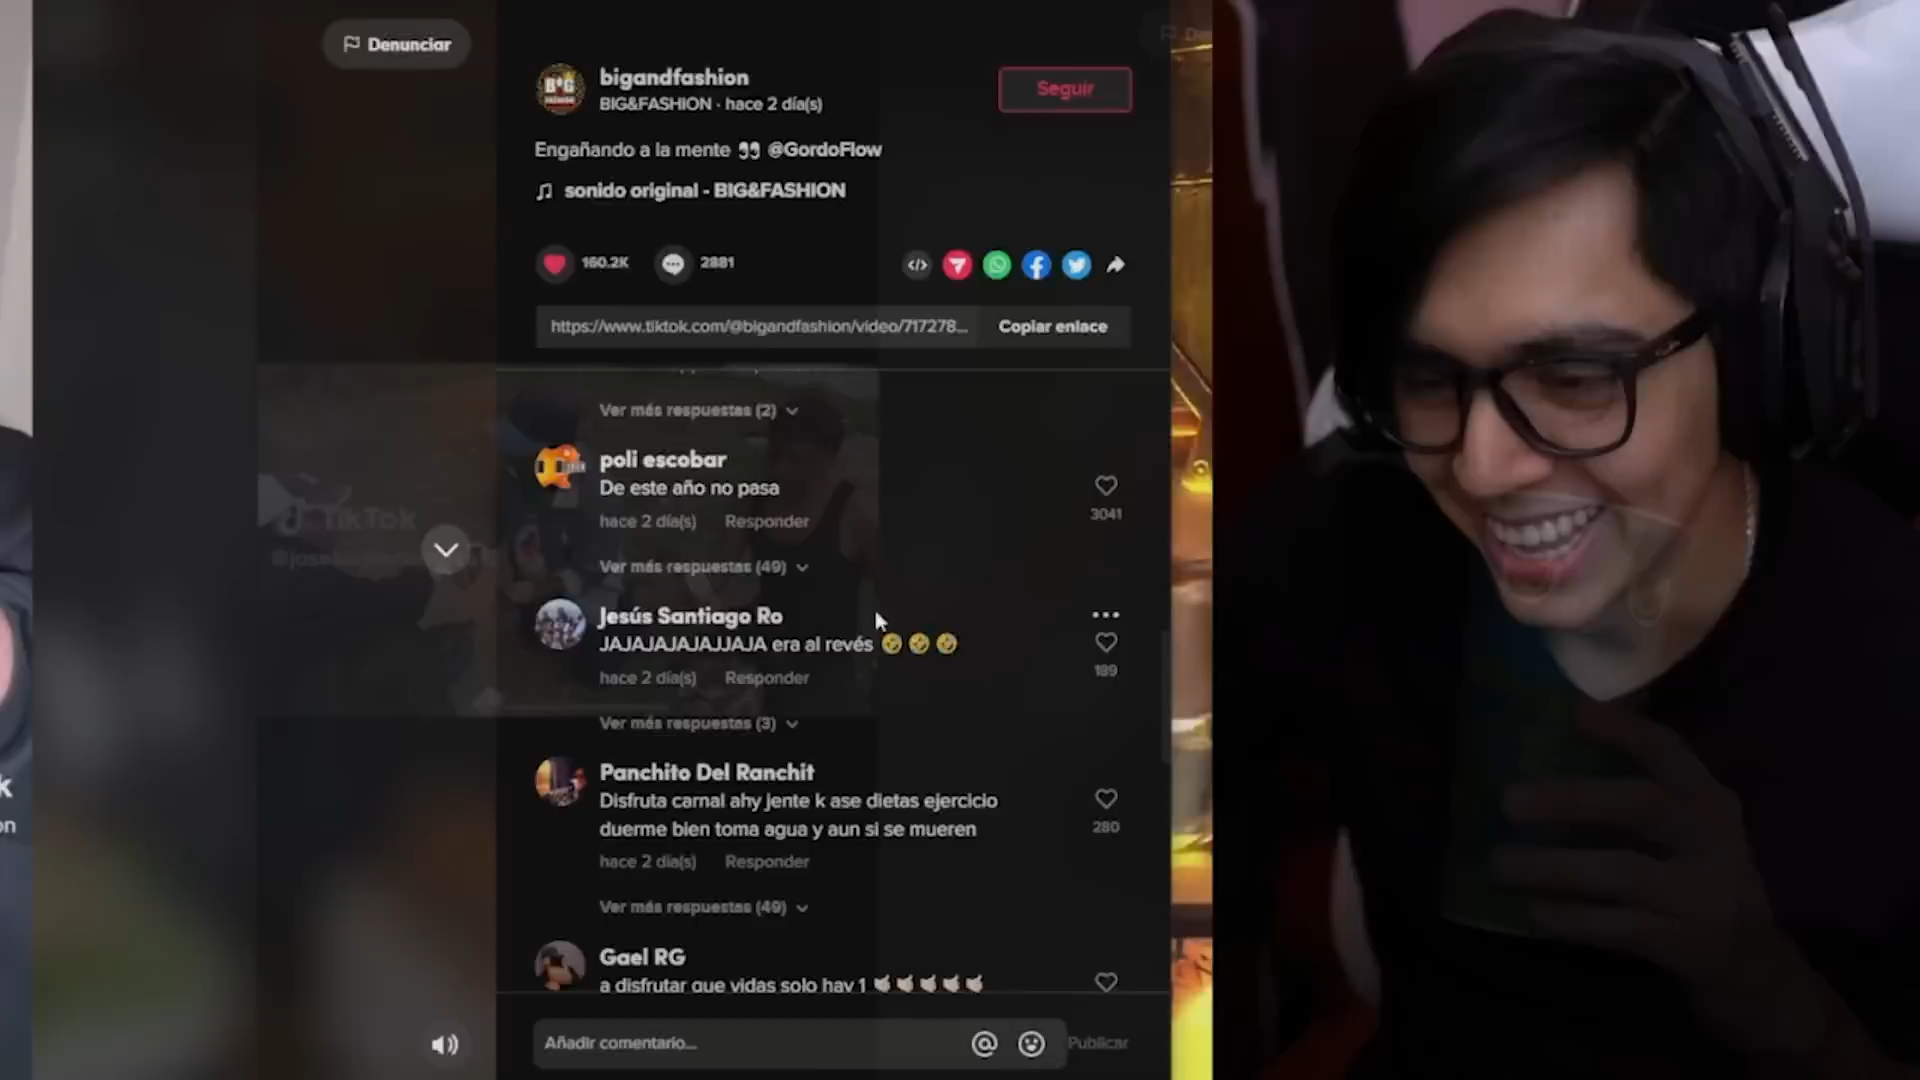 Denunciar
bigandfashion
BIG&FASHION · hace 2 día(s)
Seguir
Engañando a la mente 👀 @GordoFlow
sonido original - BIG&FASHION
160.2K
2881
https://www.tiktok.com/@bigandfashion/video/717278...
Copiar enlace
Ver más respuestas (2)
poli escobar
De este año no pasa
3041
hace 2 día(s) Responder
Ver más respuestas (49)
Jesús Santiago Ro
JAJAJAJAJAJJAJA era al revés 🤣🤣🤣
189
hace 2 día(s) Responder
Ver más respuestas (3)
TikTok
Panchito Del Ranchit
Disfruta carnal ahy jente k ase dietas ejercicio
duerme bien toma agua y aun si se mueren
280
hace 2 día(s) Responder
Ver más respuestas (49)
Gael RG
a disfrutar que vidas solo hay 1
Añadir comentario...
Publicar